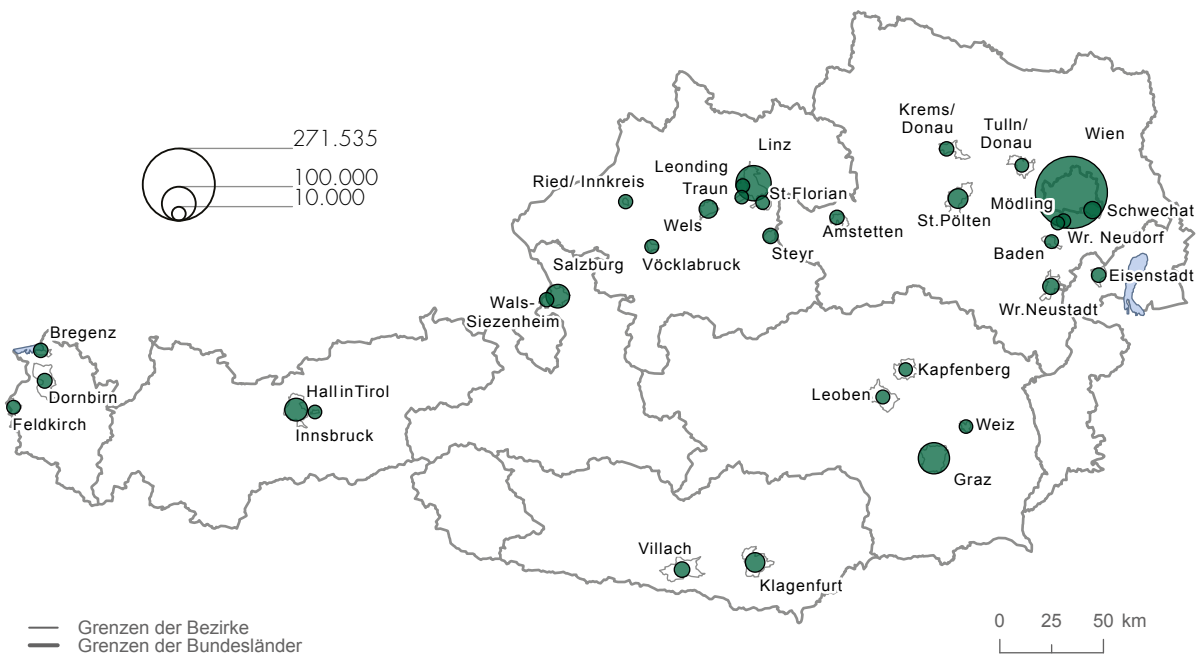 271.535
100.000
10.000
Krems/
Donau
Tulln/
Donau
Wien
Linz
Leonding
Traun
St.Florian
Ried/ Innkreis
Wels
Mödling
Schwechat
St.Pölten
Amstetten
Wr. Neudorf
Baden
Steyr
Vöcklabruck
Salzburg
Eisenstadt
Wals-
Siezenheim
Wr.Neustadt
Bregenz
Kapfenberg
Dornbirn
HallinTirol
Leoben
Feldkirch
Innsbruck
Weiz
Graz
Villach
Klagenfurt
Grenzen der Bezirke
Grenzen der Bundesländer
0 25 50 km